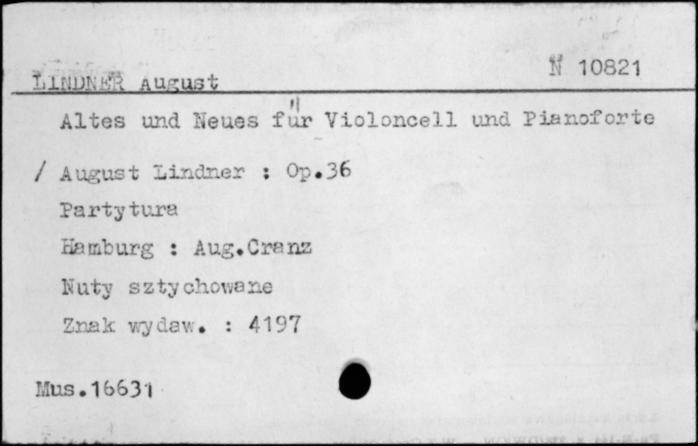 N 10821
LINDNER August
Altes und Neues für Violoncell und Pianoforte
/ August Lindner : Op.36
Partytura
Hamburg : Aug.Cranz
Nuty sztychowane
Znak wydaw. : 4197
Mus.16631